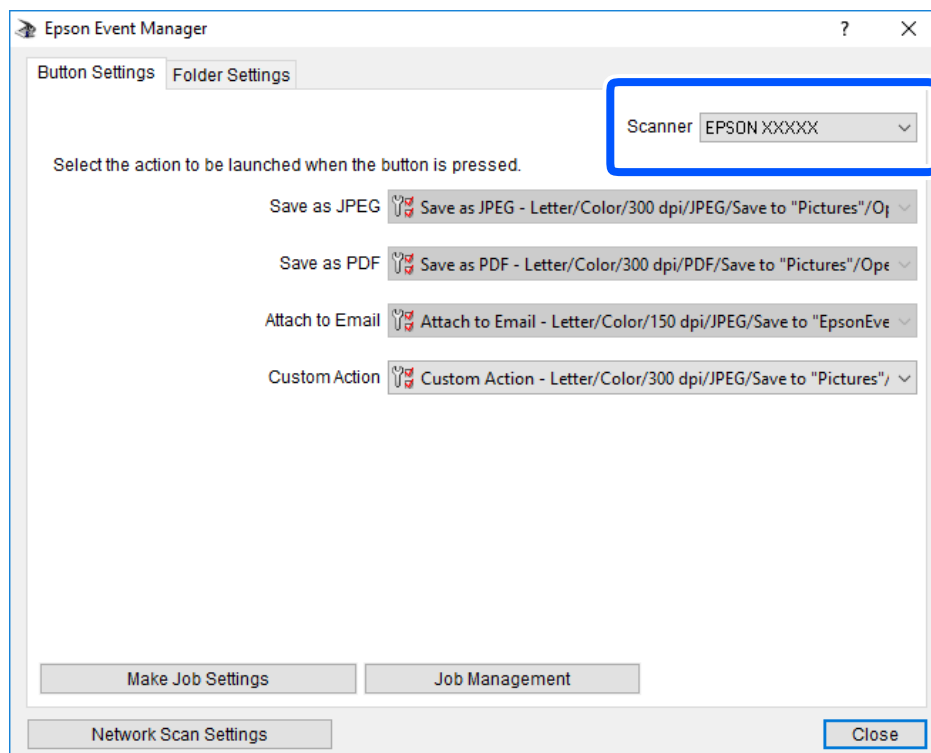 Epson Event Manager
?
Button Settings
Folder Settings
Scanner
EPSON XXXXX
Select the action to be launched when the button is pressed.
Save as JPEG
Save as JPEG - Letter/Color/300 dpi/JPEG/Save to "Pictures"/Op
Save as PDF
Save as PDF - Letter/Color/300 dpi/PDF/Save to "Pictures"/Ope
Attach to Email
Attach to Email - Letter/Color/150 dpi/JPEG/Save to "EpsonEve
Custom Action
Custom Action - Letter/Color/300 dpi/JPEG/Save to "Pictures"/
Make Job Settings
Job Management
Network Scan Settings
Close